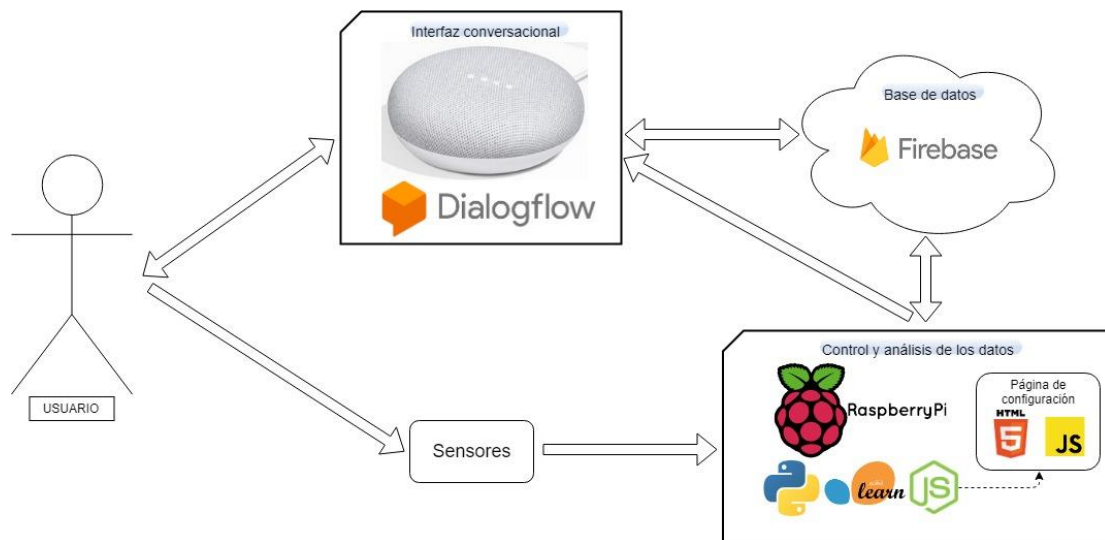 Interfaz conversacional
Dialogflow
Base de datos
Firebase
USUARIO
Sensores
Control y análisis de los datos
RaspberryPi
learn
JS
Página de
configuración
HTML
5
JS